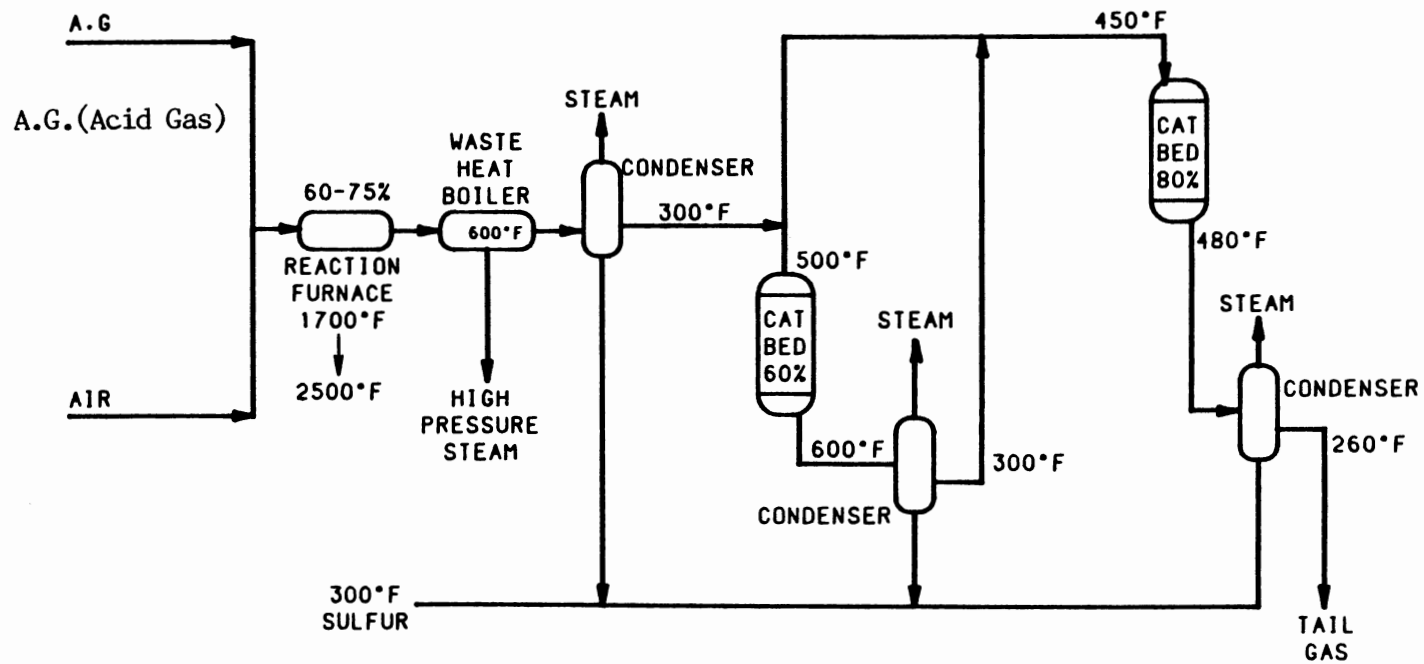 A.G
A.G.(Acid Gas)
AIR
60-75%
REACTION
FURNACE
1700°F
2500°F
WASTE
HEAT
BOILER
600°F
HIGH
PRESSURE
STEAM
STEAM
CONDENSER
300°F
500°F
CAT
BED
60%
600°F
STEAM
CONDENSER
300°F
450°F
CAT
BED
80%
480°F
STEAM
CONDENSER
260°F
TAIL
GAS
300°F
SULFUR